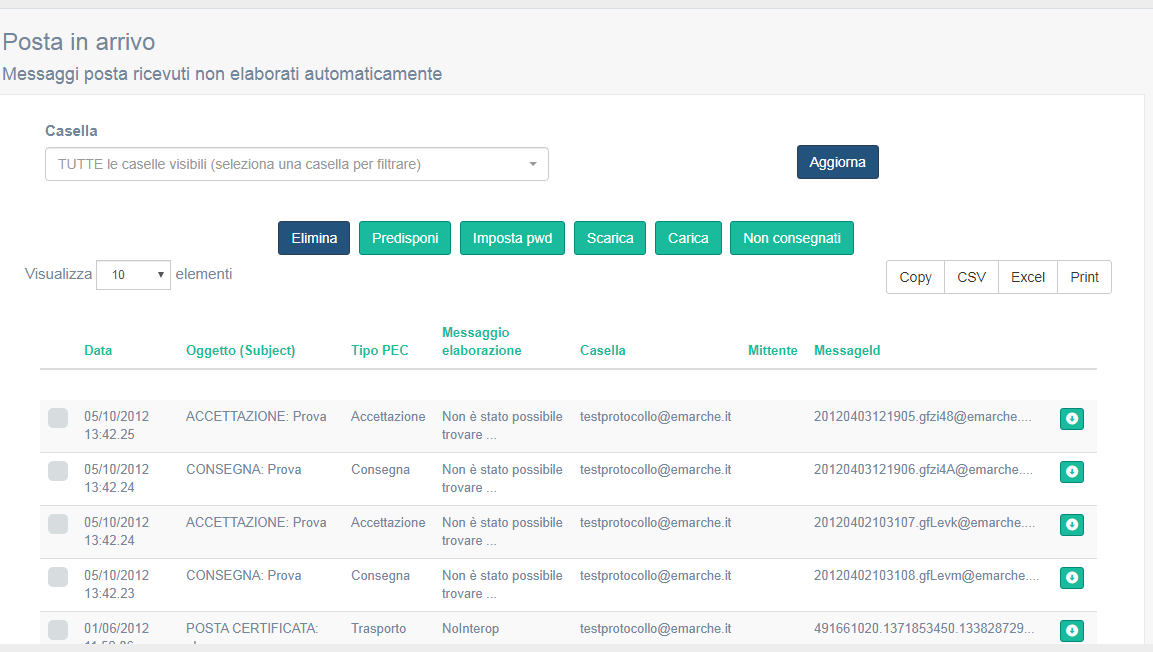 Posta in arrivo
Messaggi posta ricevuti non elaborati automaticamente
Casella
TUTTE le caselle visibili (seleziona una casella per filtrare)
Aggiorna
Elimina Predisponi Imposta pwd Scarica Carica Non consegnati
Visualizza 10 elementi
Copy CSV Excel Print
Data Oggetto (Subject) Tipo PEC Messaggio elaborazione Casella Mittente MessageId
05/10/2012 ACCETTAZIONE: Prova Accettazione Non è stato possibile testprotocollo@emarche.it 20120403121905.gfzi48@emarche....
13.42.25 trovare ...
05/10/2012 CONSEGNA: Prova Consegna Non è stato possibile testprotocollo@emarche.it 20120403121906.gfzi4A@emarche....
13.42.24 trovare ...
05/10/2012 ACCETTAZIONE: Prova Accettazione Non è stato possibile testprotocollo@emarche.it 20120402103107.gfLevk@emarche....
13.42.24 trovare ...
05/10/2012 CONSEGNA: Prova Consegna Non è stato possibile testprotocollo@emarche.it 20120402103108.gfLevm@emarche....
13.42.23 trovare ...
01/06/2012 POSTA CERTIFICATA: Trasporto NoInterop testprotocollo@emarche.it 491661020.1371853450.133828729...